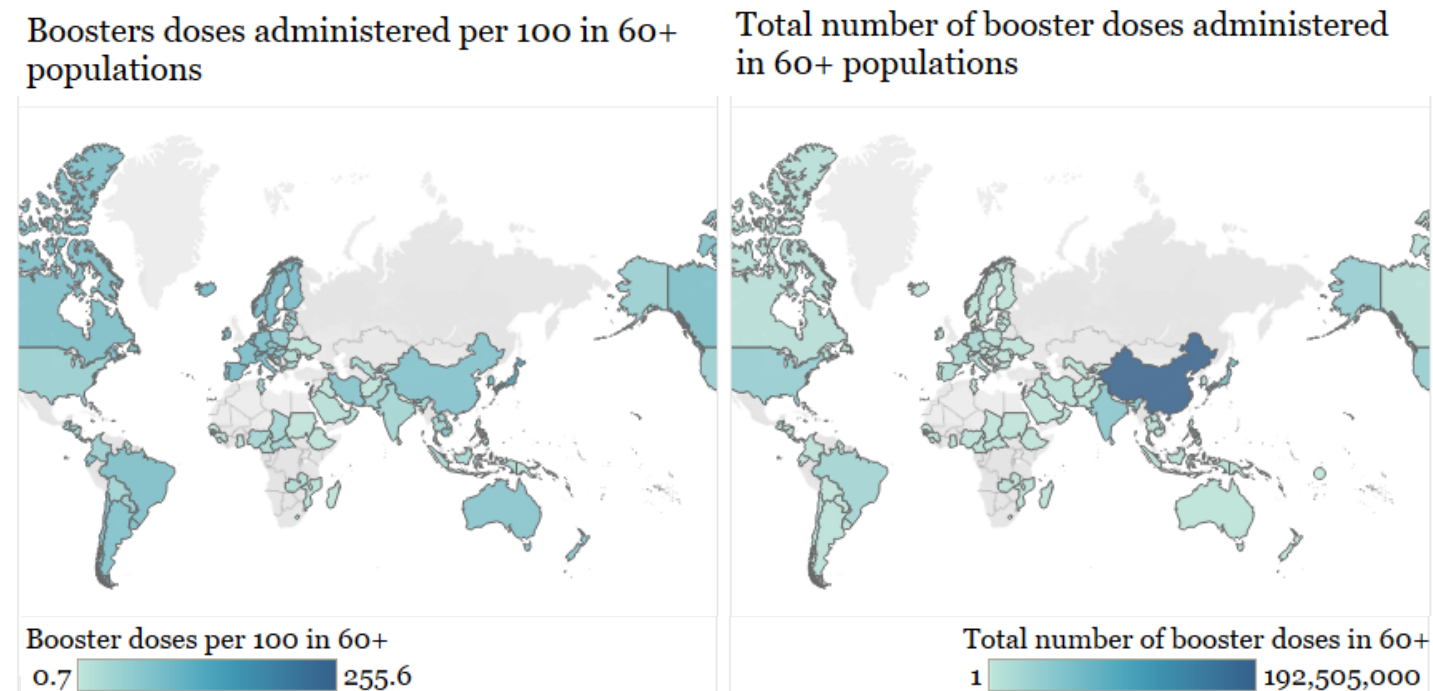 Boosters doses administered per 100 in 60+
populations
Total number of booster doses administered
in 60+ populations
Booster doses per 100 in 60+
0.7 255.6
Total number of booster doses in 60+
1 192,505,000